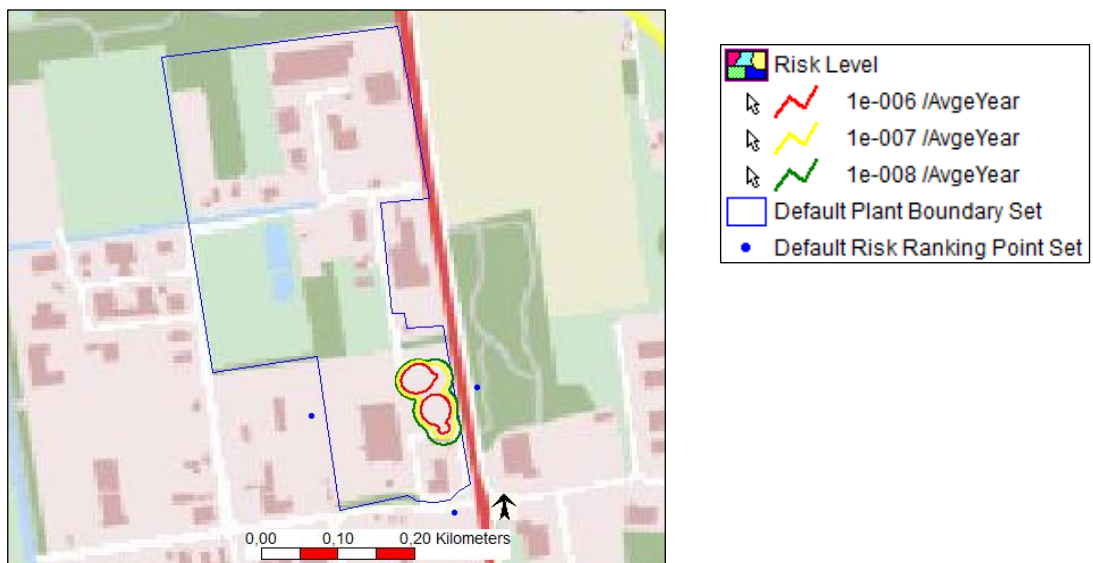 Risk Level
1e-006 /AvgeYear
1e-007 /AvgeYear
1e-008 /AvgeYear
Default Plant Boundary Set
Default Risk Ranking Point Set
0,00 0,10 0,20 Kilometers